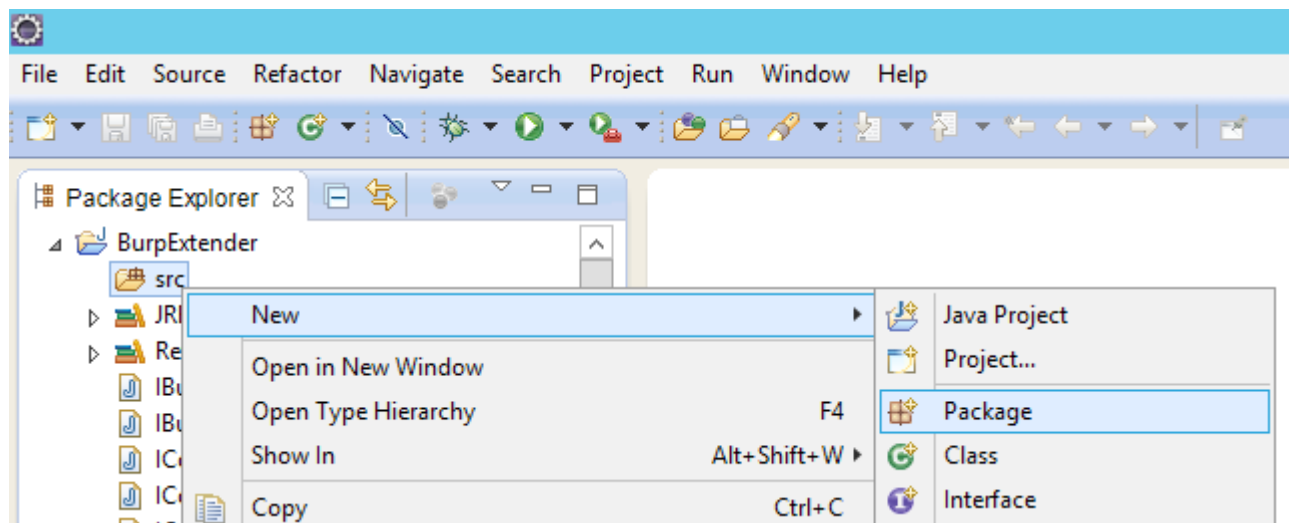 File Edit Source Refactor Navigate Search Project Run Window Help
Package Explorer
BurpExtender
src
New
Open in New Window
Open Type Hierarchy F4
Show In Alt+Shift+W
Copy Ctrl+C
Java Project
Project...
Package
Class
Interface